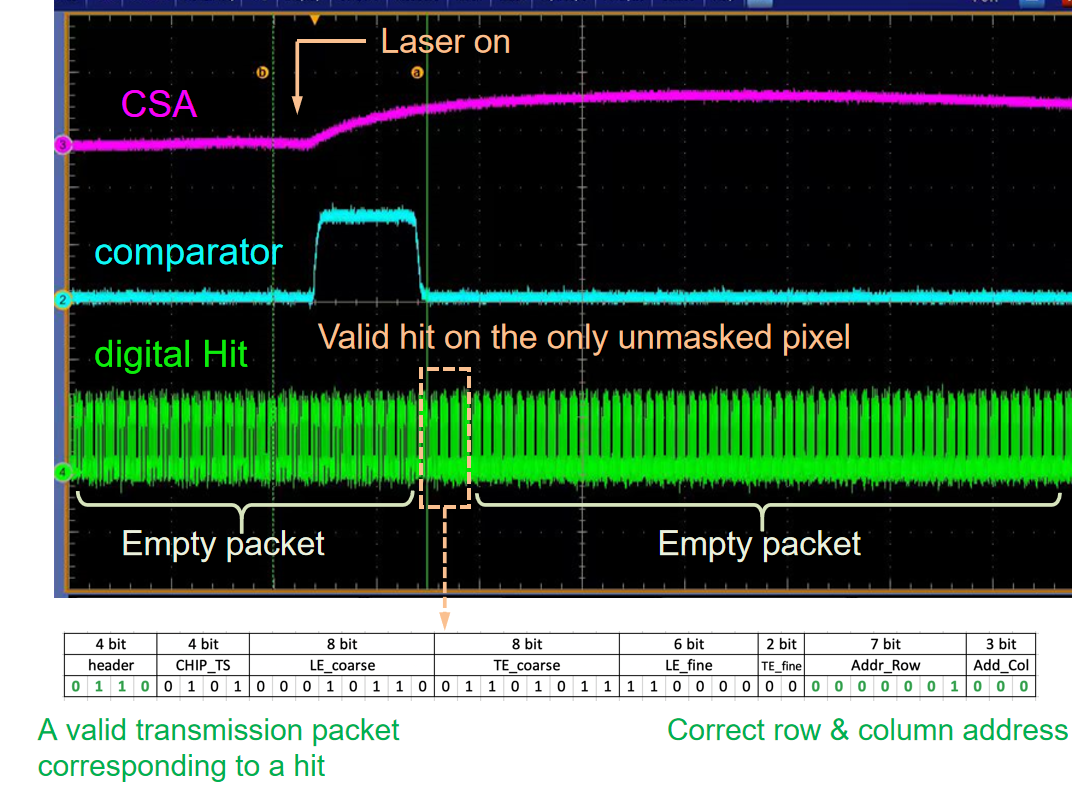 Laser on
b
a
CSA
3
comparator
2
Valid hit on the only unmasked pixel
digital Hit
4
Empty packet
Empty packet
4 bit 4 bit 8 bit 8 bit 6 bit 2 bit 7 bit 3 bit
header CHIP_TS LE_coarse TE_coarse LE_fine TE_fine Addr_Row Add_Col
0 1 1 0 0 1 0 1 0 0 0 1 0 1 1 0 0 1 1 0 1 0 1 1 1 1 0 0 0 0 0 0 0 0 0 0 0 0 1 0 0 0
A valid transmission packet
corresponding to a hit
Correct row & column address